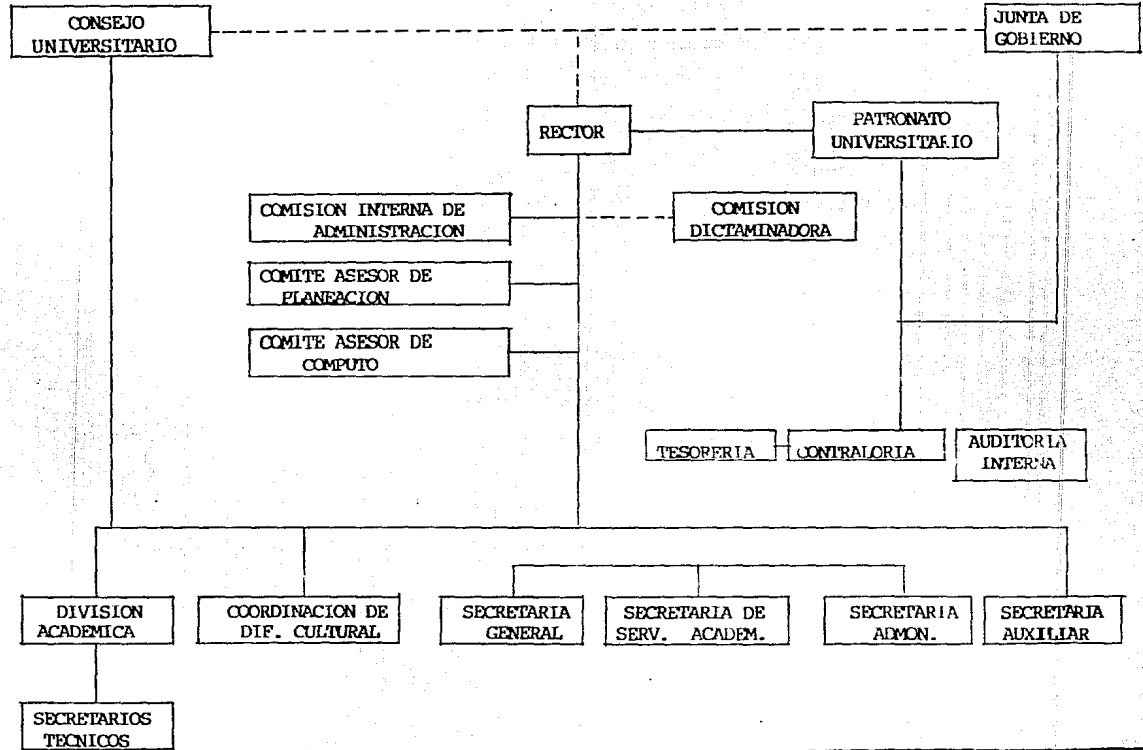 CONSEJO
UNIVERSITARIO
JUNTA DE
GOBIERNO
RECTOR
PATRONATO
UNIVERSITARIO
COMISION INTERNA DE
ADMINISTRACION
COMISION
DICTAMINADORA
COMITE ASESOR DE
PLANEACION
COMITE ASESOR DE
COMPUTO
TESORERIA
CONTRALORIA
AUDITORIA
INTERNA
DIVISION
ACADEMICA
COORDINACION DE
DIF. CULTURAL
SECRETARIA
GENERAL
SECRETARIA DE
SERV. ACADEM.
SECRETARIA
ADMON.
SECRETARIA
AUXILIAR
SECRETARIOS
TECNICOS